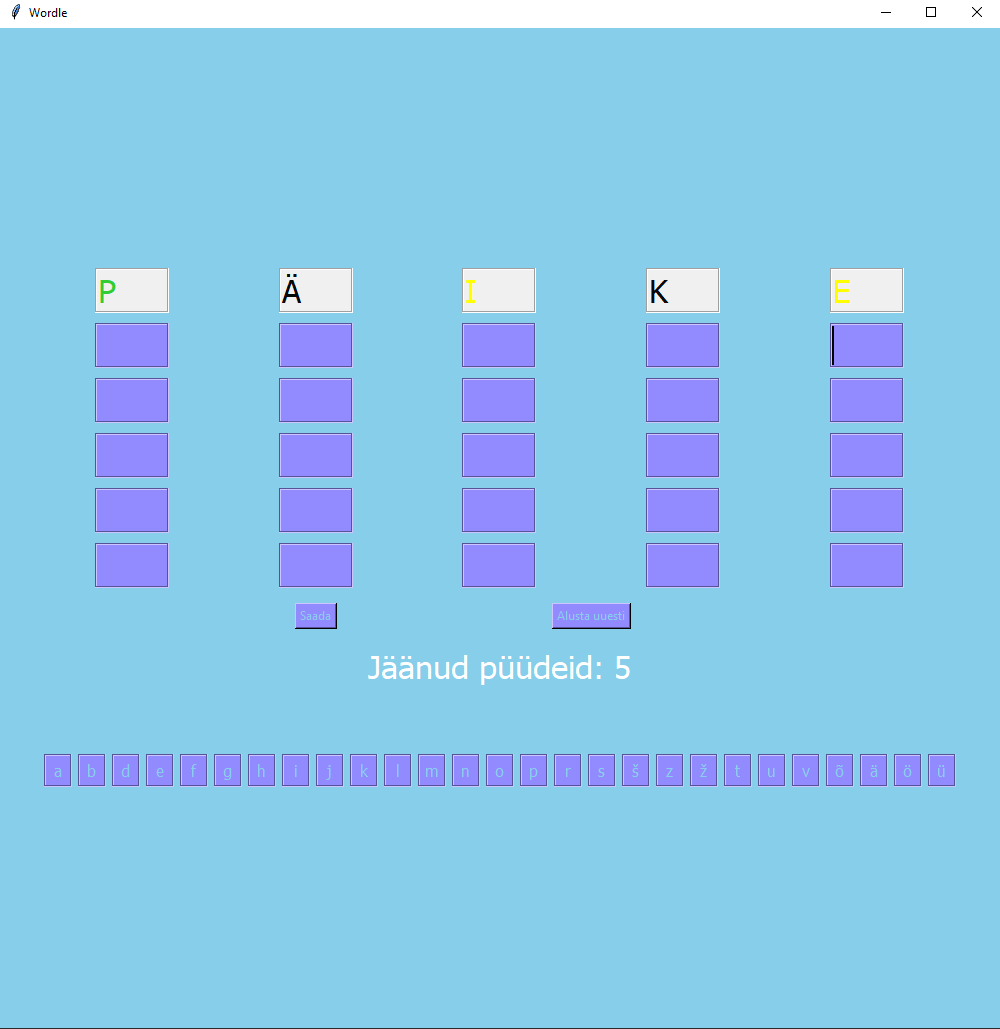 Wordle
P Ä I K E
Saada Alusta uuesti
Jäänud püüdeid: 5
a b d e f g h i j k l m n o p r s š z ž t u v õ ä ö ü